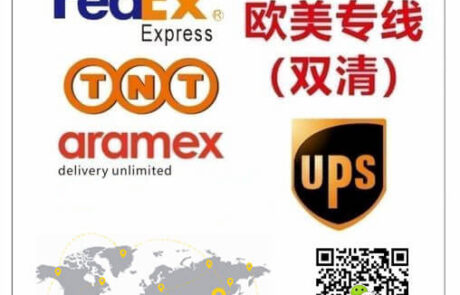 FedEx®
Express
欧美专线
（双清）
TNT
aramex
delivery unlimited
UPS